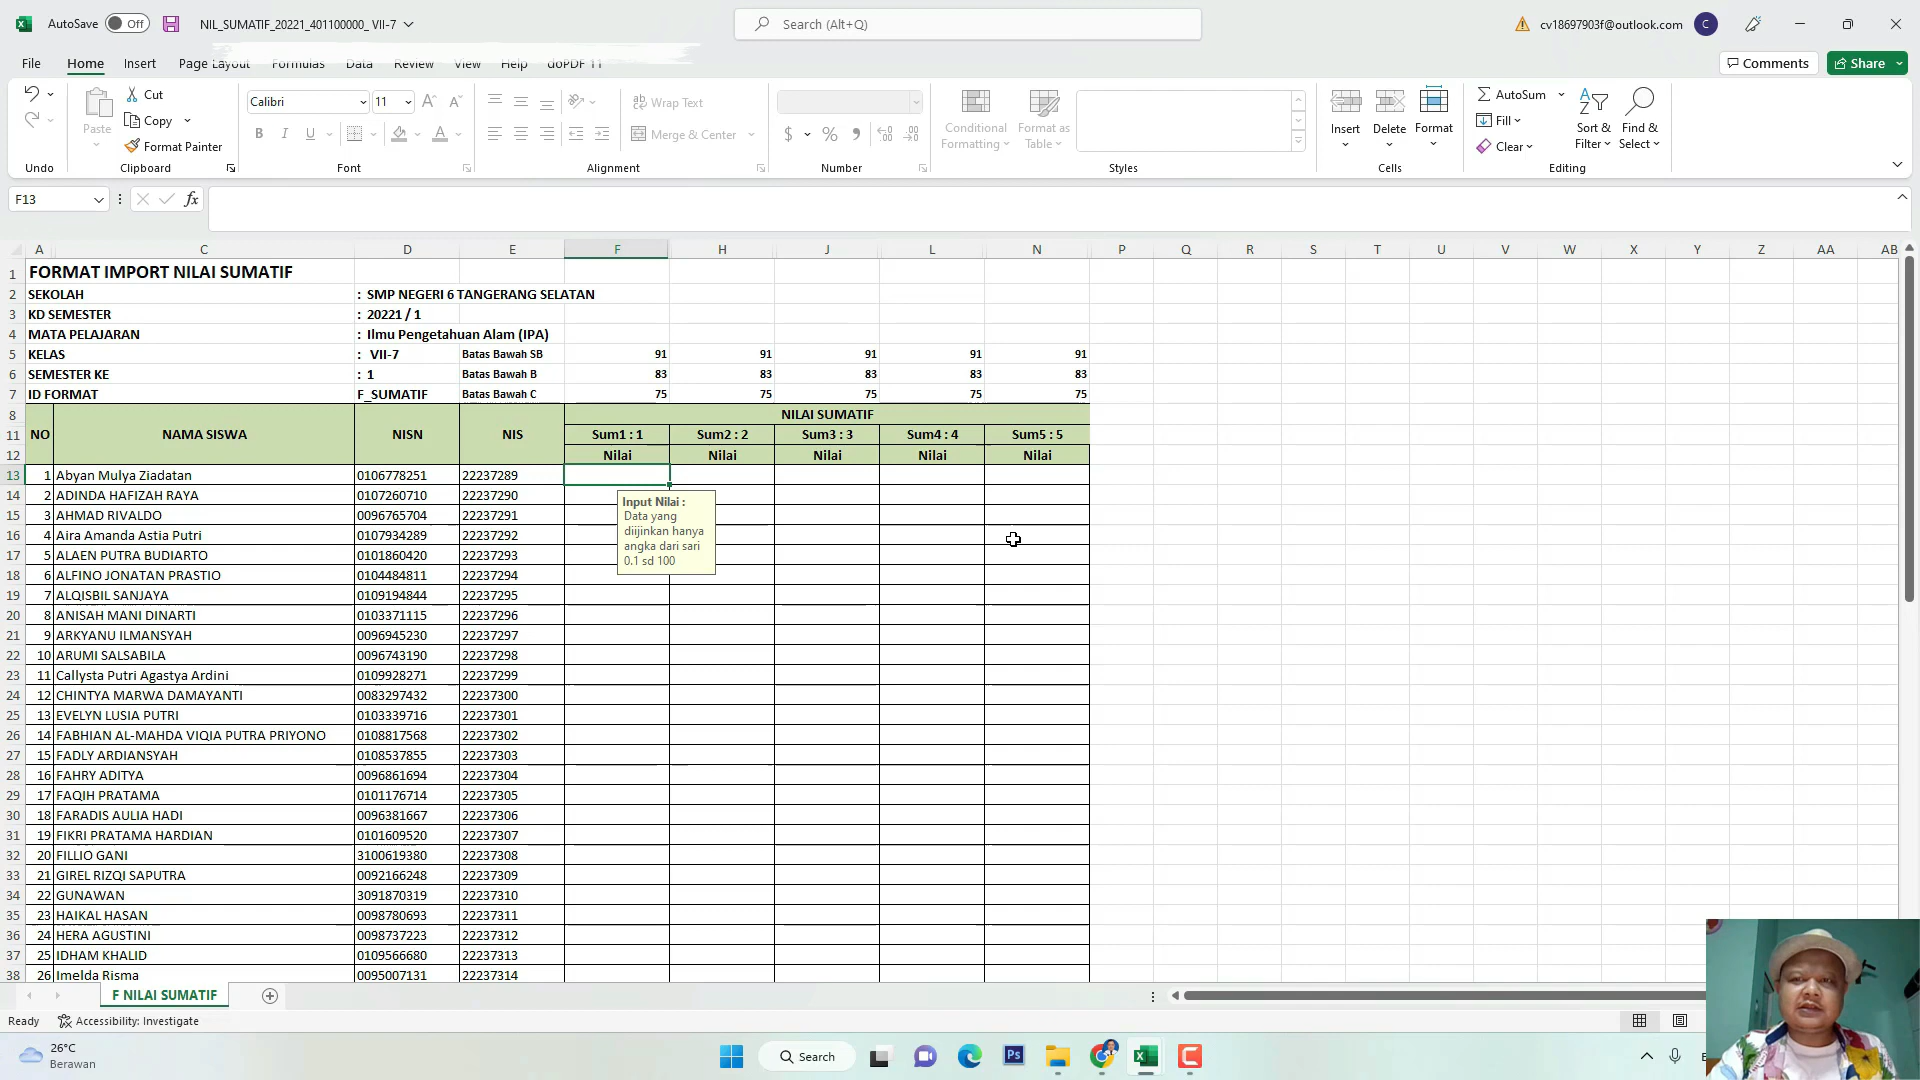 AutoSave Off NIL_SUMATIF_20221_401100000_ VII-7 Search (Alt+Q) cv18697903f@outlook.com C
File Home Insert Page Layout Formulas Data Review View Help doPDF 11 Comments Share
Cut Calibri 11 Wrap Text AutoSum
Paste Copy Conditional Formatting Format as Table Insert Delete Format Fill Sort & Filter Find & Select
Format Painter B I U Merge & Center $ % Clear
Undo Clipboard Font Alignment Number Styles Cells Editing
F13 fx
A C D E F H J L N P Q R S T U V W X Y Z AA AB
1 FORMAT IMPORT NILAI SUMATIF
2 SEKOLAH : SMP NEGERI 6 TANGERANG SELATAN
3 KD SEMESTER : 20221 / 1
4 MATA PELAJARAN : Ilmu Pengetahuan Alam (IPA)
5 KELAS : VII-7 Batas Bawah SB 91 91 91 91 91
6 SEMESTER KE : 1 Batas Bawah B 83 83 83 83 83
7 ID FORMAT F_SUMATIF Batas Bawah C 75 75 75 75 75
8 NILAI SUMATIF
11 NO NAMA SISWA NISN NIS Sum1 : 1 Sum2 : 2 Sum3 : 3 Sum4 : 4 Sum5 : 5
12 Nilai Nilai Nilai Nilai Nilai
13 1 Abyan Mulya Ziadatan 0106778251 22237289
14 2 ADINDA HAFIZAH RAYA 0107260710 22237290
15 3 AHMAD RIVALDO 0096765704 22237291
16 4 Aira Amanda Astia Putri 0107934289 22237292
17 5 ALAEN PUTRA BUDIARTO 0101860420 22237293
18 6 ALFINO JONATAN PRASTIO 0104484811 22237294
19 7 ALQISBIL SANJAYA 0109194844 22237295
20 8 ANISAH MANI DINARTI 0103371115 22237296
21 9 ARKYANU ILMANSYAH 0096945230 22237297
22 10 ARUMI SALSABILA 0096743190 22237298
23 11 Callysta Putri Agastya Ardini 0109928271 22237299
24 12 CHINTYA MARWA DAMAYANTI 0083297432 22237300
25 13 EVELYN LUSIA PUTRI 0103339716 22237301
26 14 FABHIAN AL-MAHDA VIQIA PUTRA PRIYONO 0108817568 22237302
27 15 FADLY ARDIANSYAH 0108537855 22237303
28 16 FAHRY ADITYA 0096861694 22237304
29 17 FAQIH PRATAMA 0101176714 22237305
30 18 FARADIS AULIA HADI 0096381667 22237306
31 19 FIKRI PRATAMA HARDIAN 0101609520 22237307
32 20 FILLIO GANI 3100619380 22237308
33 21 GIREL RIZQI SAPUTRA 0092166248 22237309
34 22 GUNAWAN 3091870319 22237310
35 23 HAIKAL HASAN 0098780693 22237311
36 24 HERA AGUSTINI 0098737223 22237312
37 25 IDHAM KHALID 0109566680 22237313
38 26 Imelda Risma 0095007131 22237314
Input Nilai :
Data yang
diijinkan hanya
angka dari sari
0.1 sd 100
F NILAI SUMATIF
Ready Accessibility: Investigate
26°C
Berawan
Search Ps